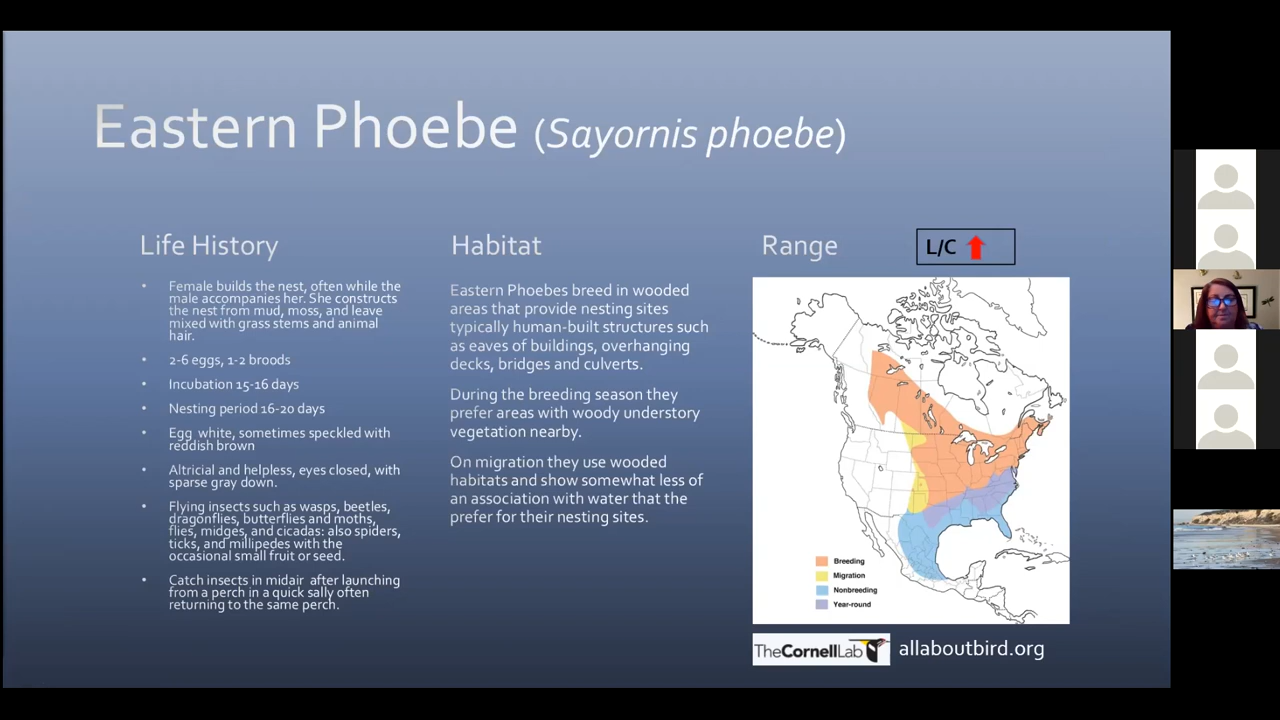 Eastern Phoebe (Sayornis phoebe)
Life History
Female builds the nest, often while the
male accompanies her. She constructs
the nest from mud, moss, and leave
mixed with grass stems and animal
hair.
2-6 eggs, 1-2 broods
Incubation 15-16 days
Nesting period 16-20 days
Egg white, sometimes speckled with
reddish brown
Altricial and helpless, eyes closed, with
sparse gray down.
Flying insects such as wasps, beetles,
dragonflies, butterflies and moths,
flies, midges, and cicadas: also spiders,
ticks, and millipedes with the
occasional small fruit or seed.
Catch insects in midair after launching
from a perch in a quick sally often
returning to the same perch.
Habitat
Eastern Phoebes breed in wooded
areas that provide nesting sites
typically human-built structures such
as eaves of buildings, overhanging
decks, bridges and culverts.
During the breeding season they
prefer areas with woody understory
vegetation nearby.
On migration they use wooded
habitats and show somewhat less of
an association with water that the
prefer for their nesting sites.
Range
L/C
Breeding
Migration
Nonbreeding
Year-round
TheCornellLab
allaboutbird.org